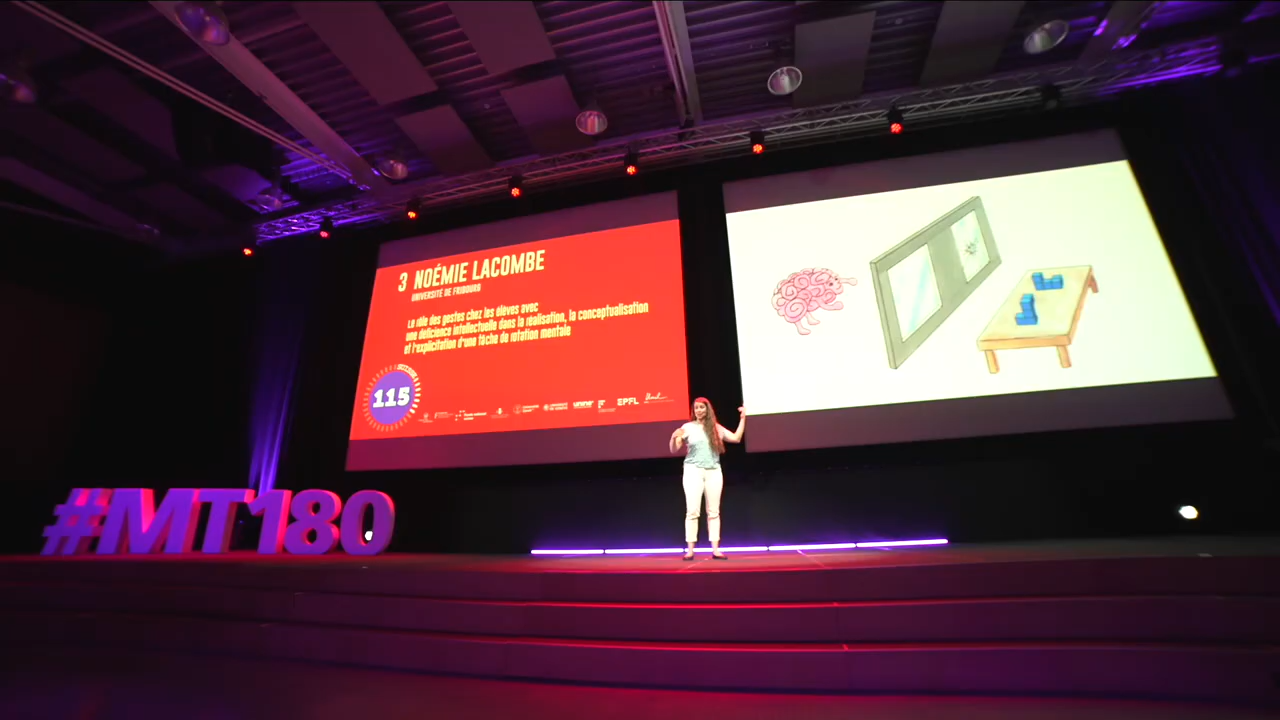 3 NOÉMIE LACOMBE
UNIVERSITÉ DE FRIBOURG
Le rôle des gestes chez les élèves avec
une déficience intellectuelle dans la réalisation, la conceptualisation
et l'explicitation d'une tâche de rotation mentale
115
EPFL
#MT180